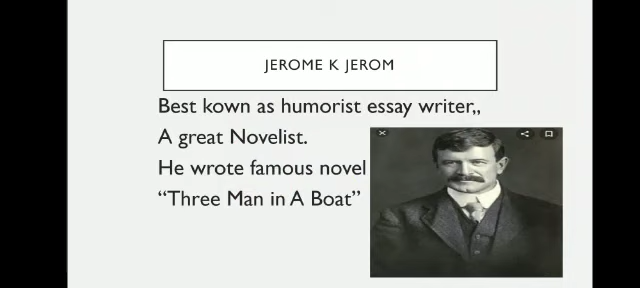 JEROME K JEROM
Best kown as humorist essay writer,,
A great Novelist.
He wrote famous novel
“Three Man in A Boat”